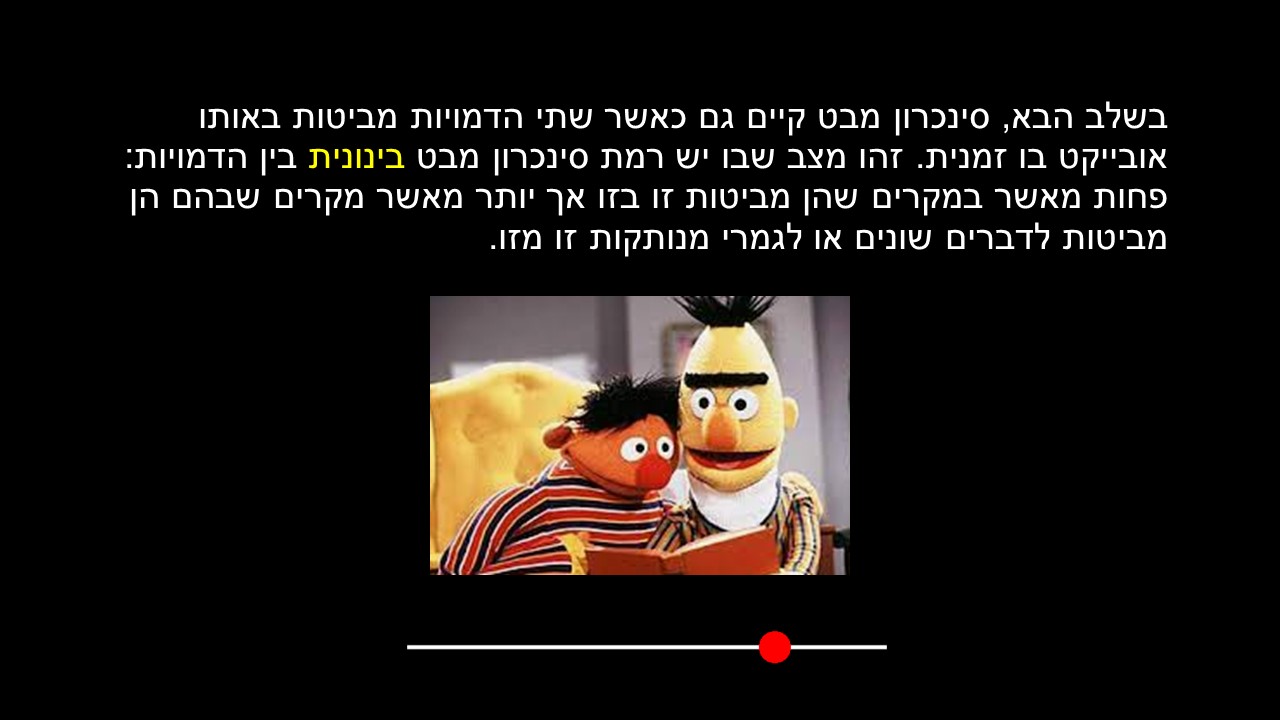 בשלב הבא, סינכרון מבט קיים גם כאשר שתי הדמויות מביטות באותו
אובייקט בו זמנית. זהו מצב שבו יש רמת סינכרון מבט בינונית בין הדמויות:
פחות מאשר במקרים שהן מביטות זו בזו אך יותר מאשר מקרים שבהם הן
מביטות לדברים שונים או לגמרי מנותקות זו מזו.